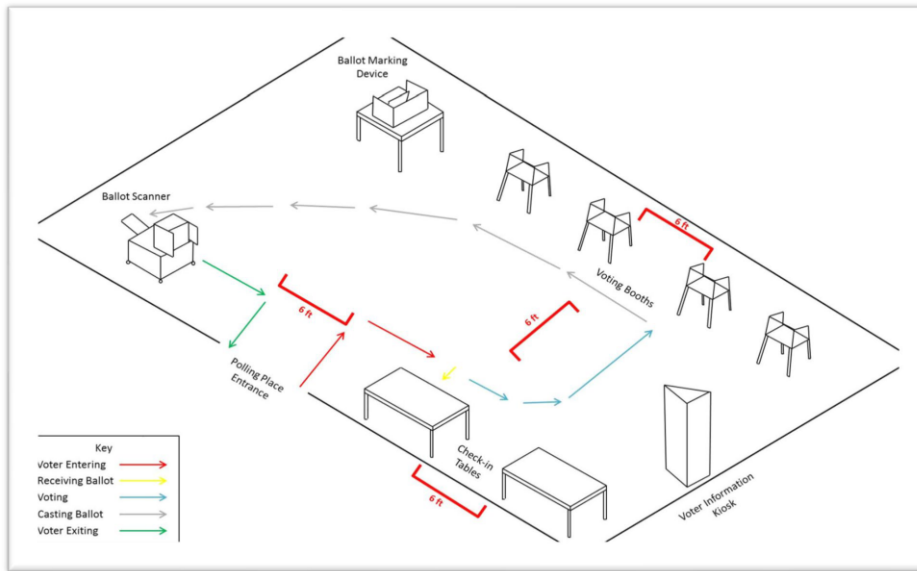 Ballot Marking
Device
Ballot Scanner
6 ft
Voting Booths
6 ft
6 ft
Polling Place
Entrance
Check-in
Tables
6 ft
Voter Information
Kiosk
Key
Voter Entering
Receiving Ballot
Voting
Casting Ballot
Voter Exiting